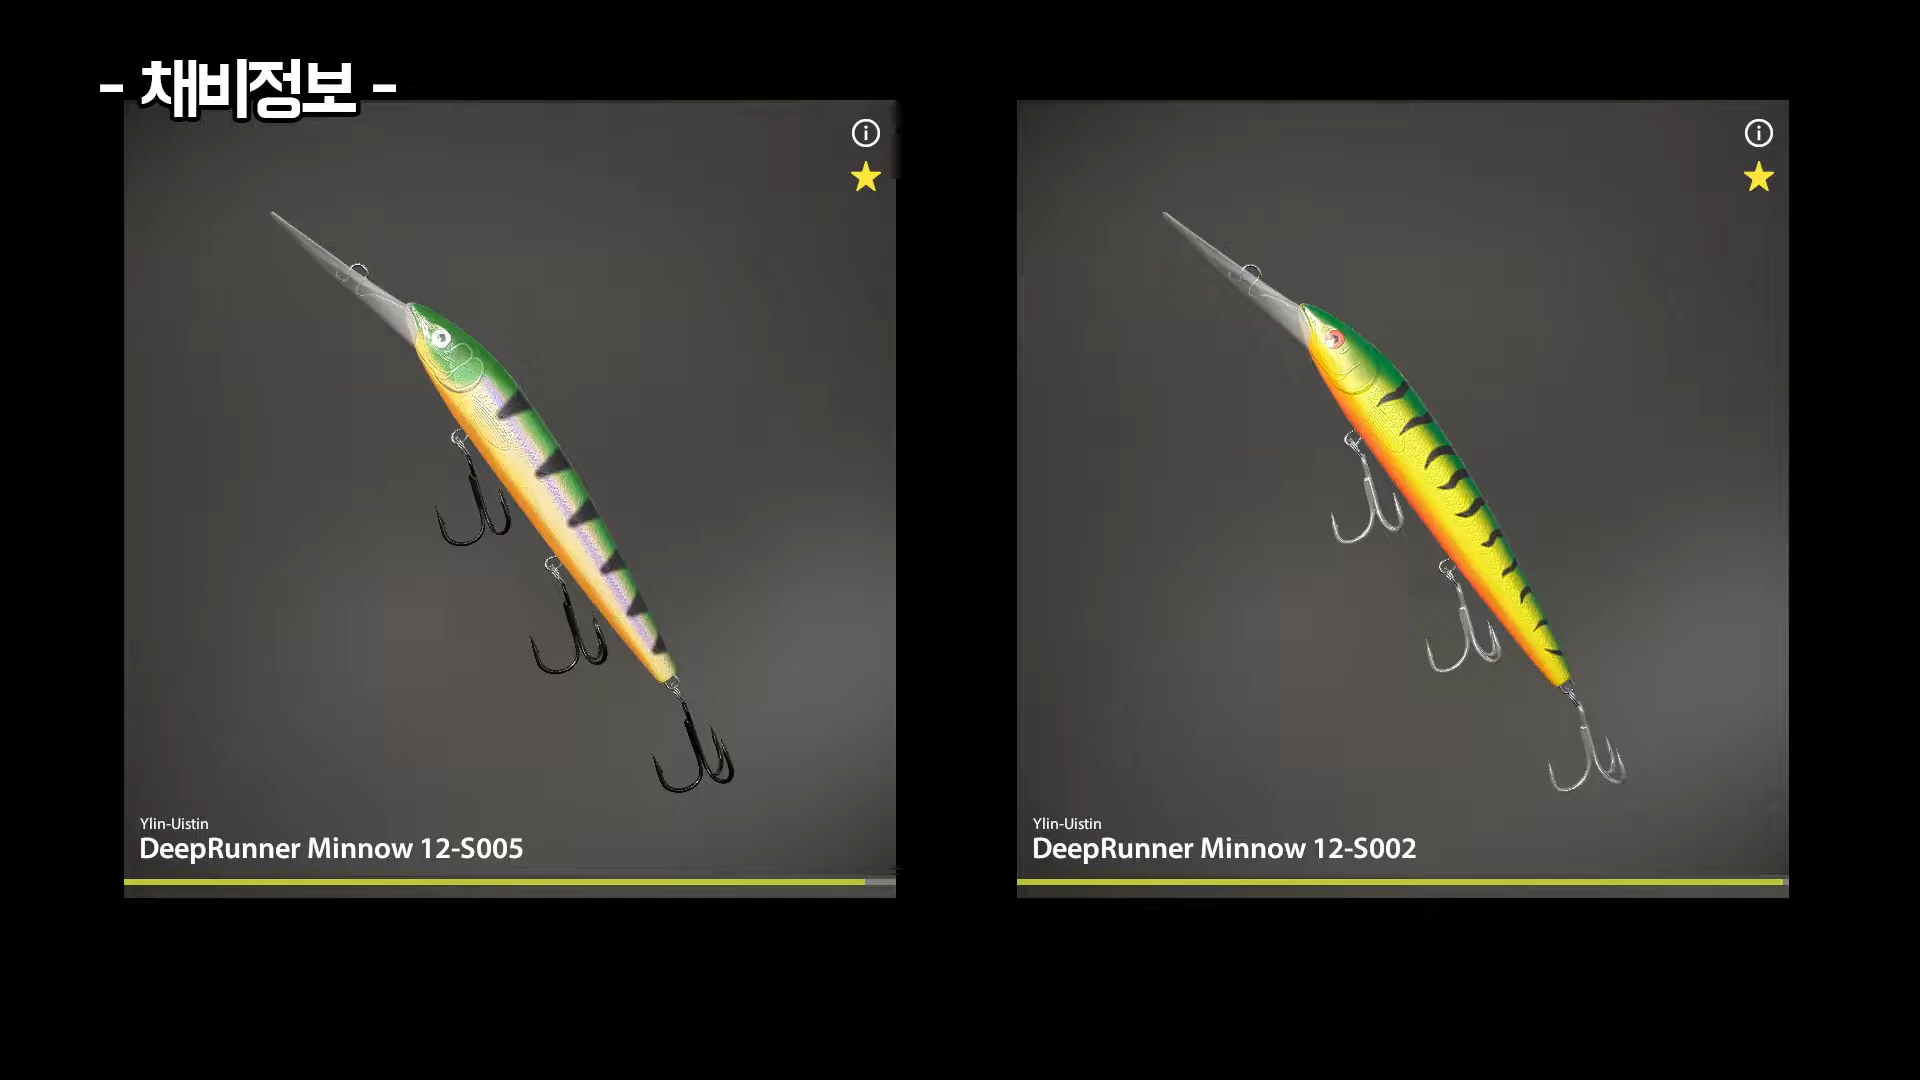 - 채비정보 -
Ylin-Uistin
DeepRunner Minnow 12-S005
Ylin-Uistin
DeepRunner Minnow 12-S002